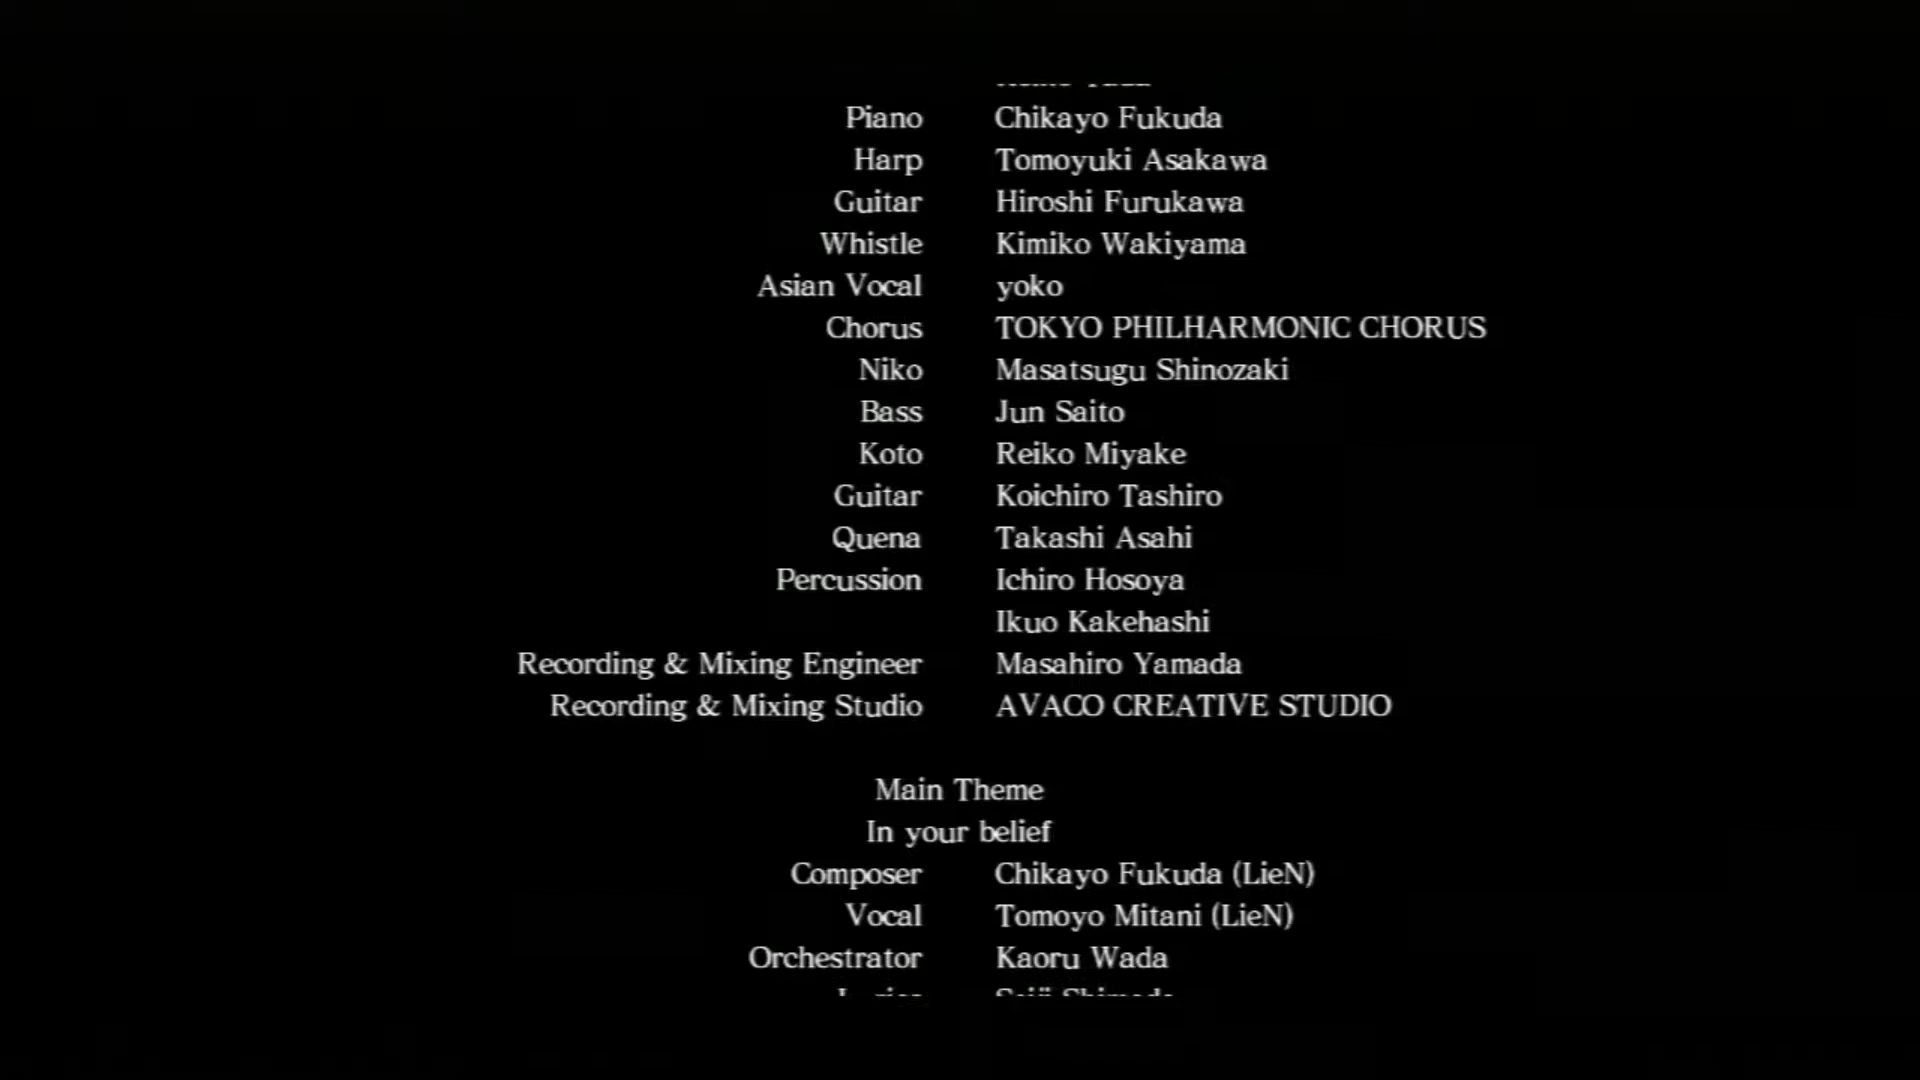 Piano Chikayo Fukuda
Harp Tomoyuki Asakawa
Guitar Hiroshi Furukawa
Whistle Kimiko Wakiyama
Asian Vocal yoko
Chorus TOKYO PHILHARMONIC CHORUS
Niko Masatsugu Shinozaki
Bass Jun Saito
Koto Reiko Miyake
Guitar Koichiro Tashiro
Quena Takashi Asahi
Percussion Ichiro Hosoya
Ikuo Kakehashi
Recording & Mixing Engineer Masahiro Yamada
Recording & Mixing Studio AVACO CREATIVE STUDIO
Main Theme
In your belief
Composer Chikayo Fukuda (LieN)
Vocal Tomoyo Mitani (LieN)
Orchestrator Kaoru Wada